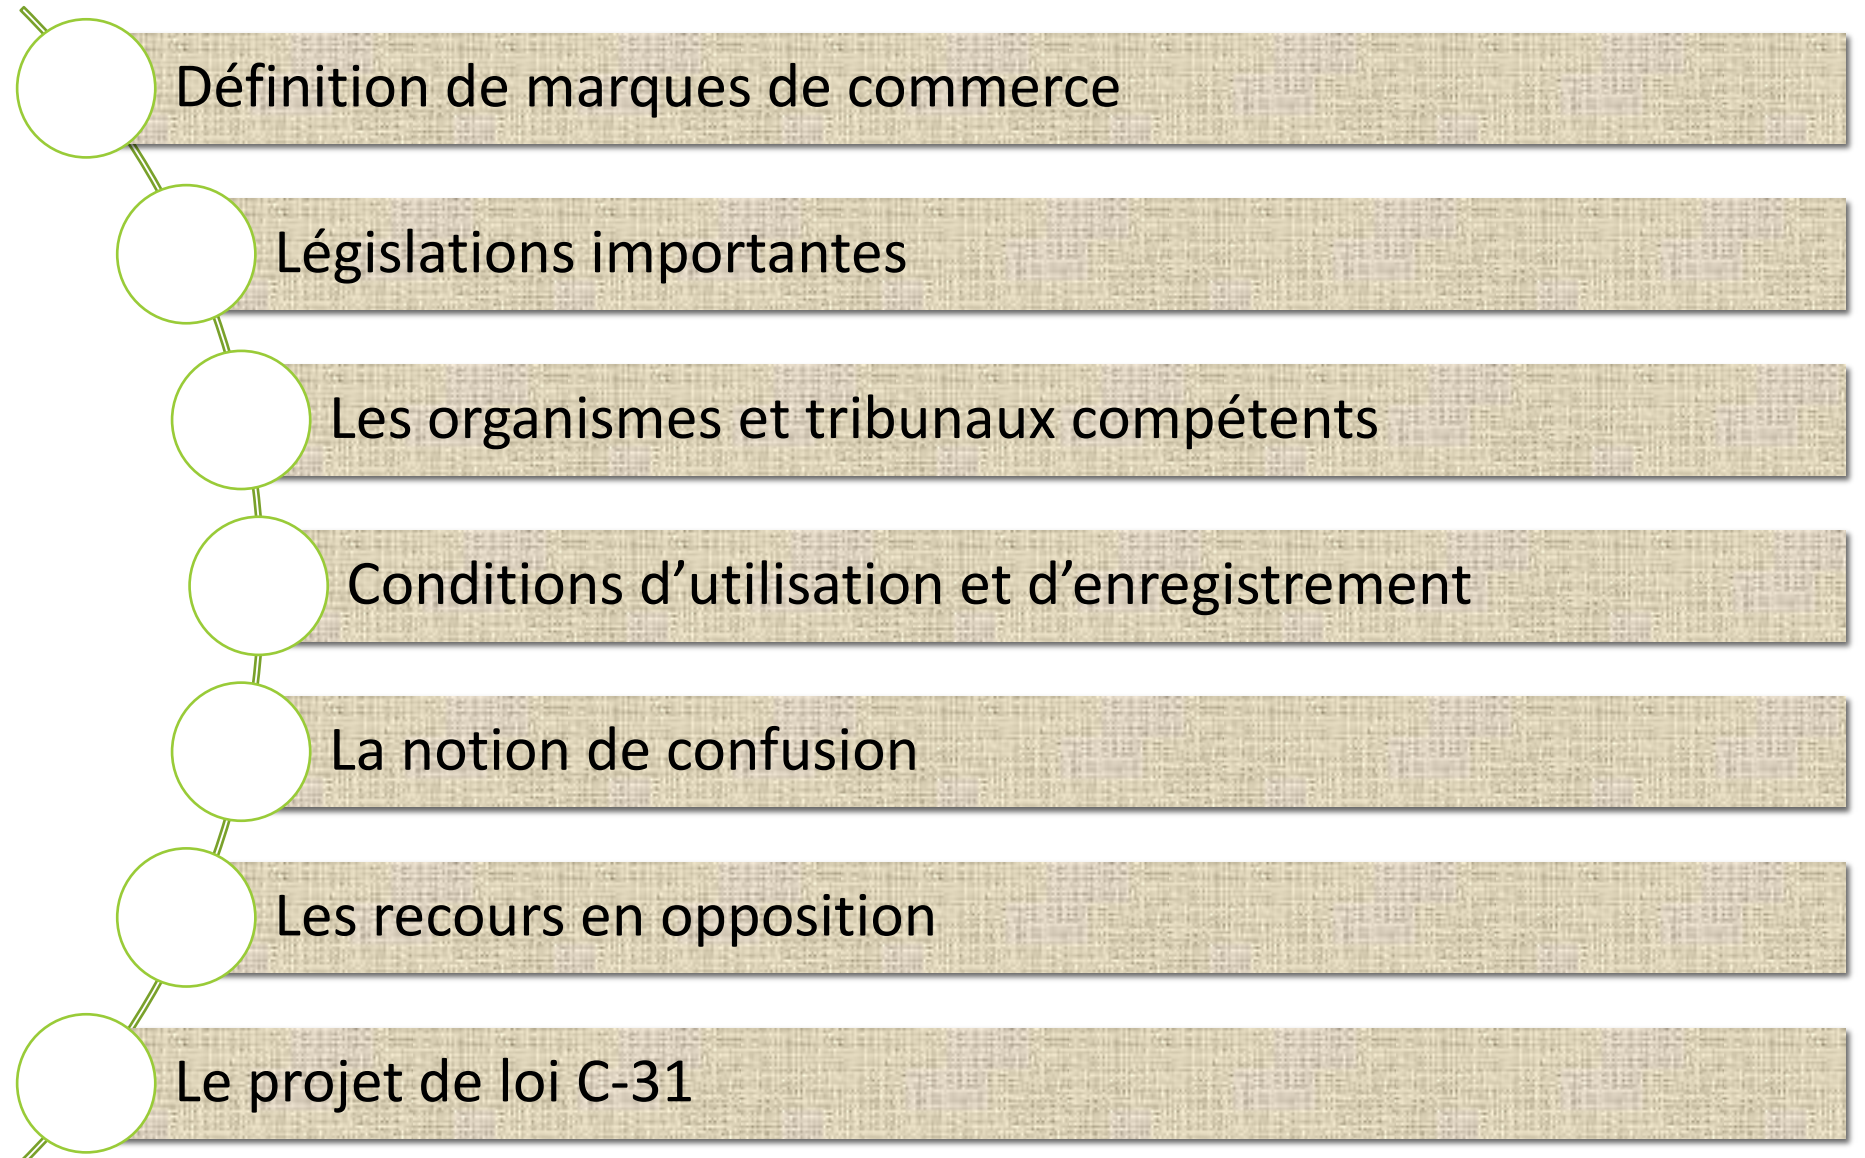 Définition de marques de commerce
Législations importantes
Les organismes et tribunaux compétents
Conditions d’utilisation et d’enregistrement
La notion de confusion
Les recours en opposition
Le projet de loi C-31